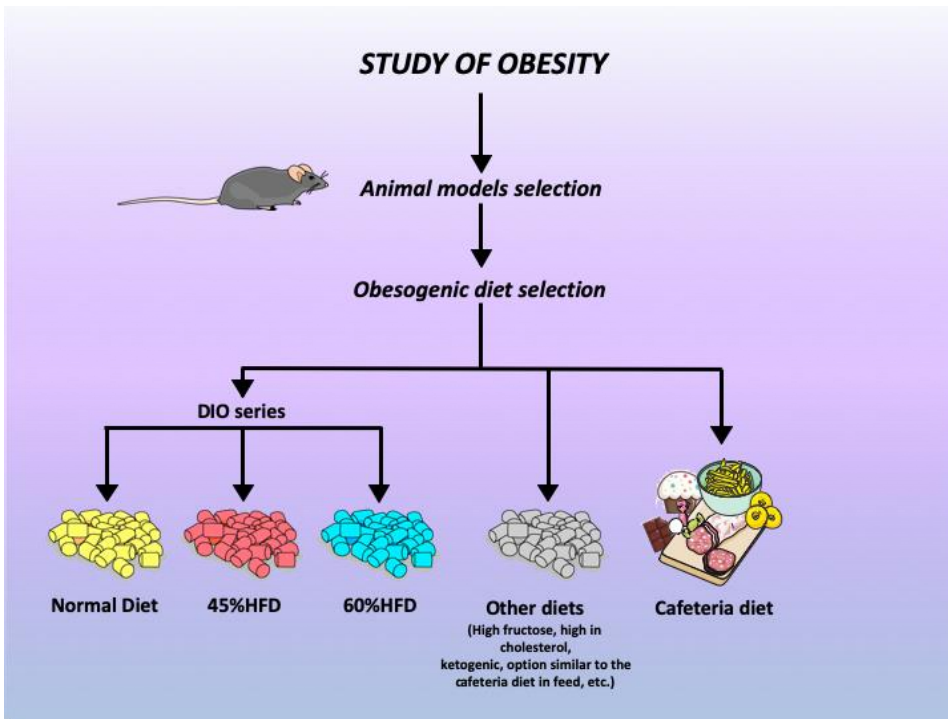 STUDY OF OBESITY
Animal models selection
Obesogenic diet selection
DIO series
Normal Diet
45%HFD
60%HFD
Other diets
(High fructose, high in
cholesterol,
ketogenic, option similar to the
cafeteria diet in feed, etc.)
Cafeteria diet